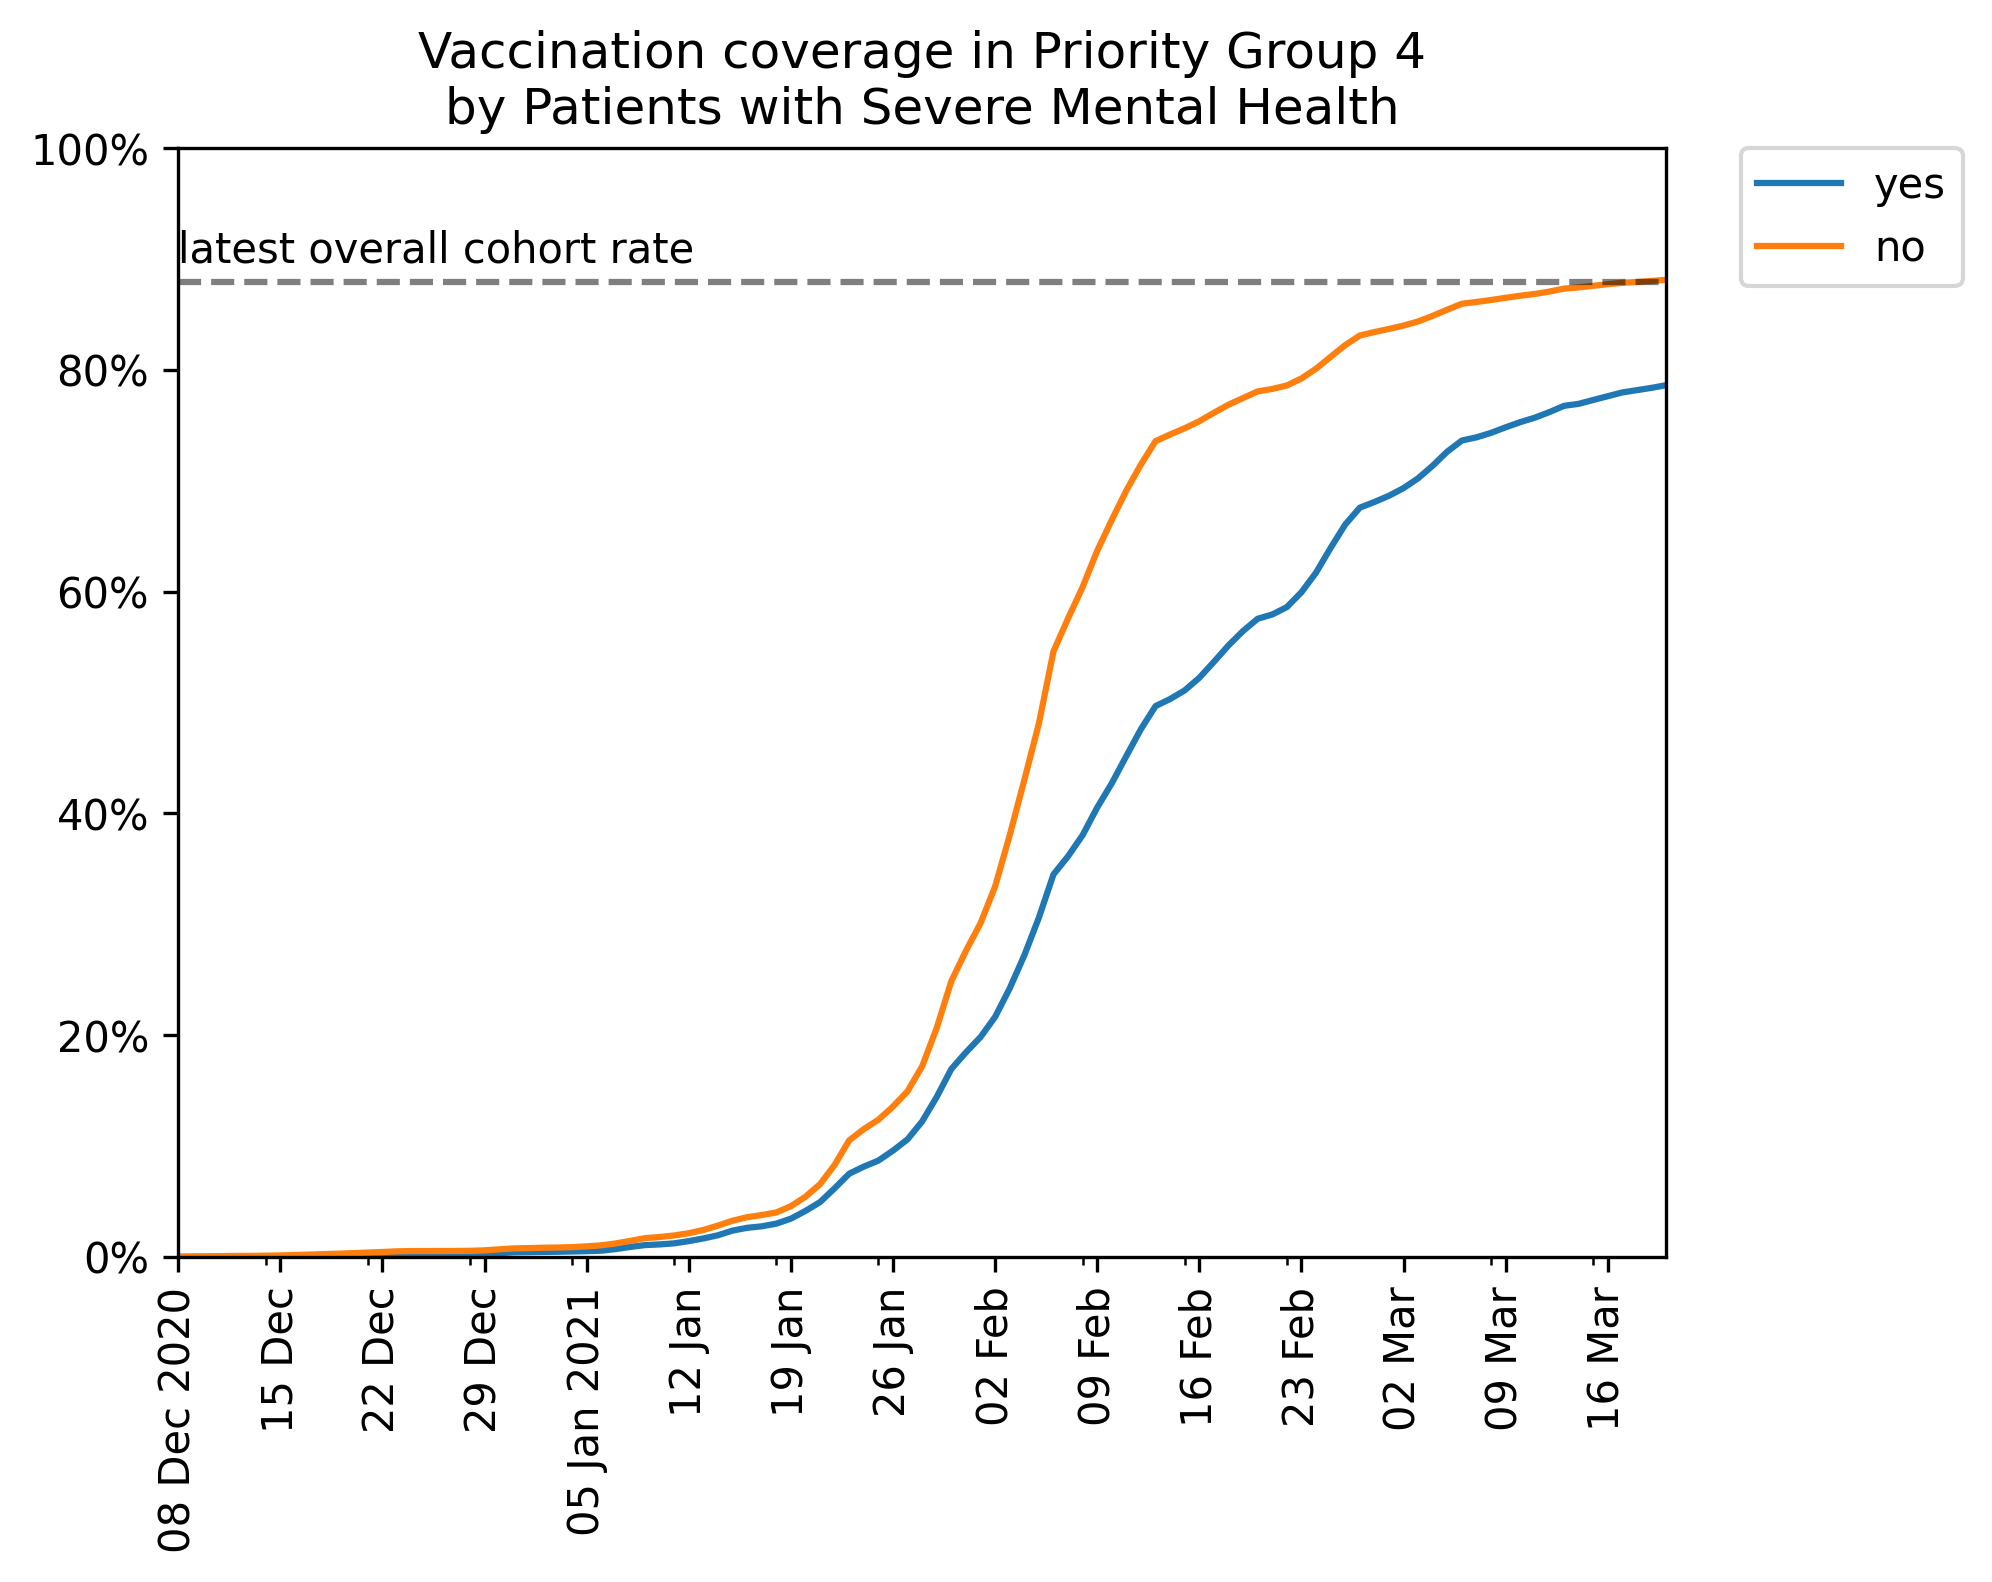 Vaccination coverage in Priority Group 4
by Patients with Severe Mental Health
100%
80%
60%
40%
20%
0%
latest overall cohort rate
yes
no
08 Dec 2020
15 Dec
22 Dec
29 Dec
05 Jan 2021
12 Jan
19 Jan
26 Jan
02 Feb
09 Feb
16 Feb
23 Feb
02 Mar
09 Mar
16 Mar